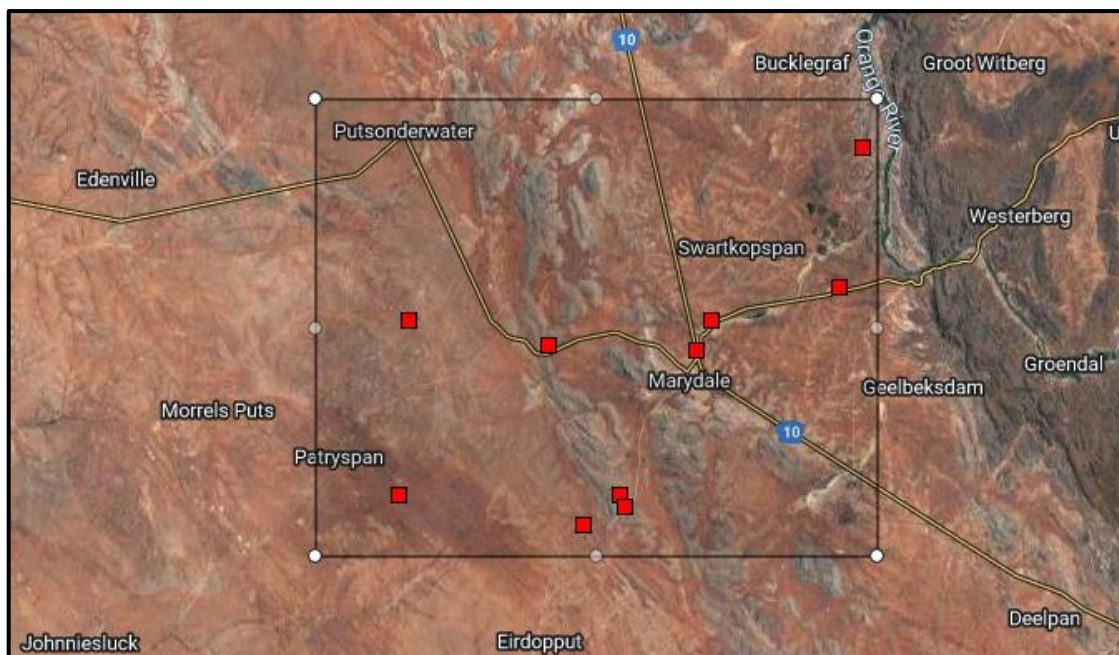 10
Bucklegraf
Groot Witberg
Orange River
Putsonderwater
U
Edenville
Westerberg
Swartkopspan
Groendal
Marydale
Geelbeksdam
Morrels Puts
10
Patryspan
Deelpan
Johnniesluck
Eirdopput